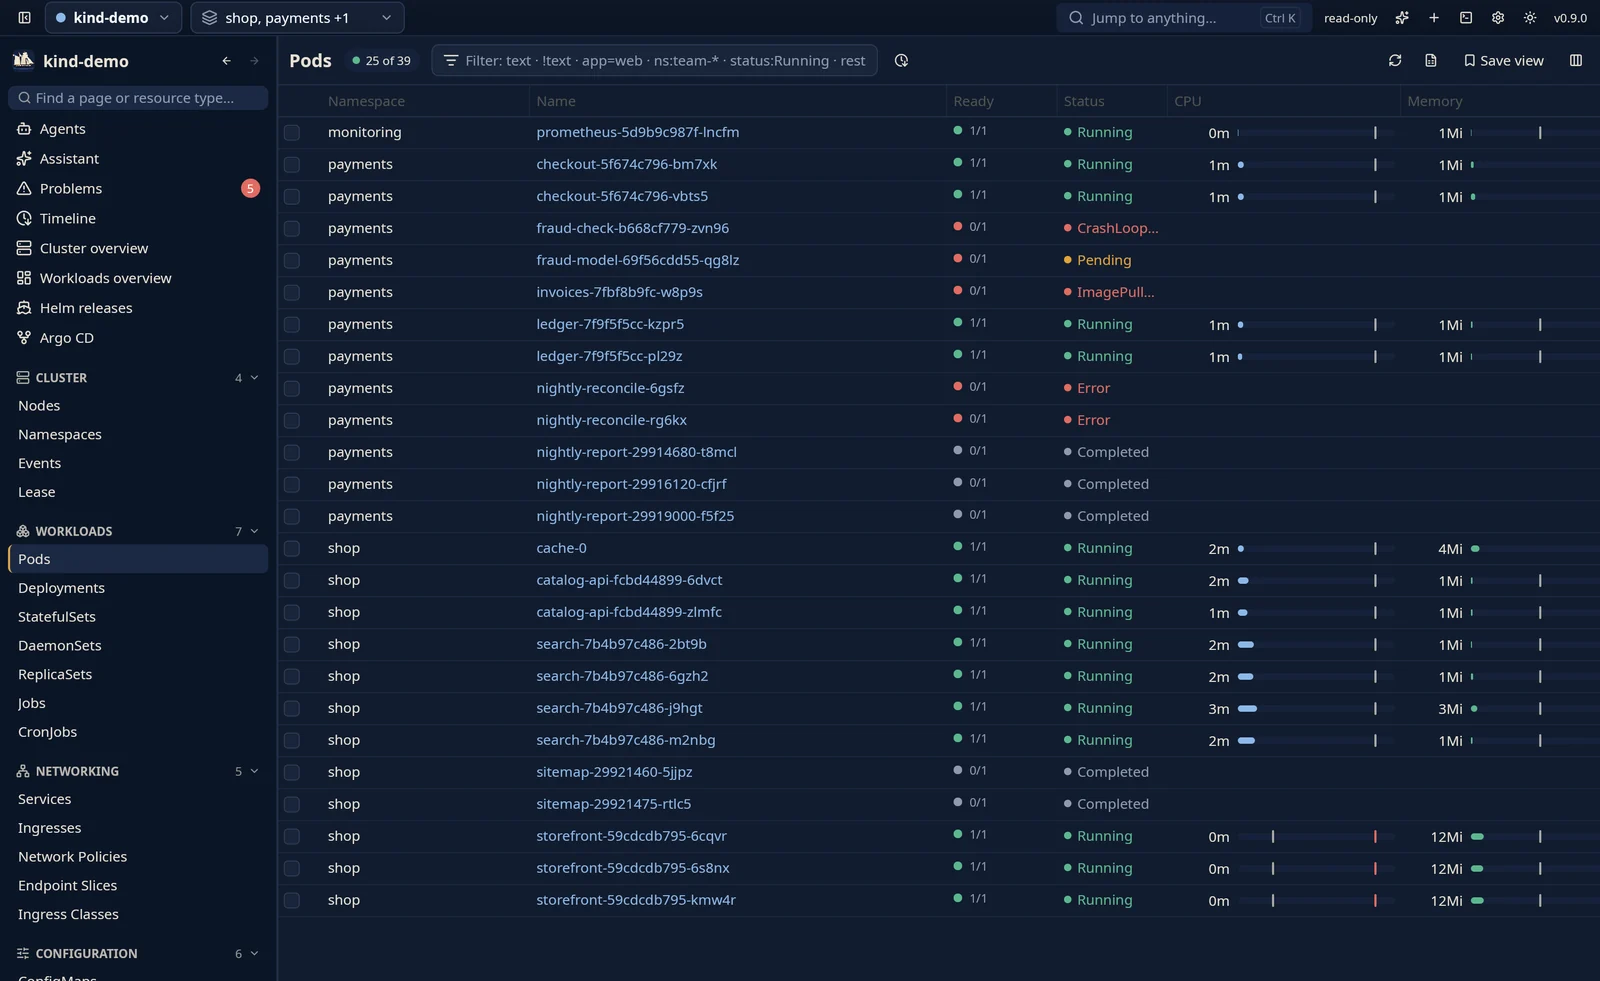 kind-demo
shop, payments +1
Jump to anything...
Ctrl K
read-only
v0.9.0
kind-demo
Find a page or resource type...
Agents
Assistant
Problems
5
Timeline
Cluster overview
Workloads overview
Helm releases
Argo CD
CLUSTER 4
Nodes
Namespaces
Events
Lease
WORKLOADS 7
Pods
Deployments
StatefulSets
DaemonSets
ReplicaSets
Jobs
CronJobs
NETWORKING 5
Services
Ingresses
Network Policies
Endpoint Slices
Ingress Classes
CONFIGURATION 6
ConfigMaps
Pods
25 of 39
Filter: text · !text · app=web · ns:team-* · status:Running · rest
Save view
Namespace Name Ready Status CPU Memory
monitoring prometheus-5d9b9c987f-lncfm 1/1 Running 0m 1Mi
payments checkout-5f674c796-bm7xk 1/1 Running 1m 1Mi
payments checkout-5f674c796-vbts5 1/1 Running 1m 1Mi
payments fraud-check-b668cf779-zvn96 0/1 CrashLoop...
payments fraud-model-69f56cdd55-qg8lz 0/1 Pending
payments invoices-7fbf8b9fc-w8p9s 0/1 ImagePull...
payments ledger-7f9f5f5cc-kzpr5 1/1 Running 1m 1Mi
payments ledger-7f9f5f5cc-pl29z 1/1 Running 1m 1Mi
payments nightly-reconcile-6gsfz 0/1 Error
payments nightly-reconcile-rg6kx 0/1 Error
payments nightly-report-29914680-t8mcl 0/1 Completed
payments nightly-report-29916120-cfjrf 0/1 Completed
payments nightly-report-29919000-f5f25 0/1 Completed
shop cache-0 1/1 Running 2m 4Mi
shop catalog-api-fcbd44899-6dvct 1/1 Running 2m 1Mi
shop catalog-api-fcbd44899-zlmfc 1/1 Running 1m 1Mi
shop search-7b4b97c486-2bt9b 1/1 Running 2m 1Mi
shop search-7b4b97c486-6gzh2 1/1 Running 2m 1Mi
shop search-7b4b97c486-j9hgt 1/1 Running 3m 3Mi
shop search-7b4b97c486-m2nbg 1/1 Running 2m 1Mi
shop sitemap-29921460-5jjpz 0/1 Completed
shop sitemap-29921475-rtlc5 0/1 Completed
shop storefront-59cdcdb795-6cqvr 1/1 Running 0m 12Mi
shop storefront-59cdcdb795-6s8nx 1/1 Running 0m 12Mi
shop storefront-59cdcdb795-kmw4r 1/1 Running 0m 12Mi